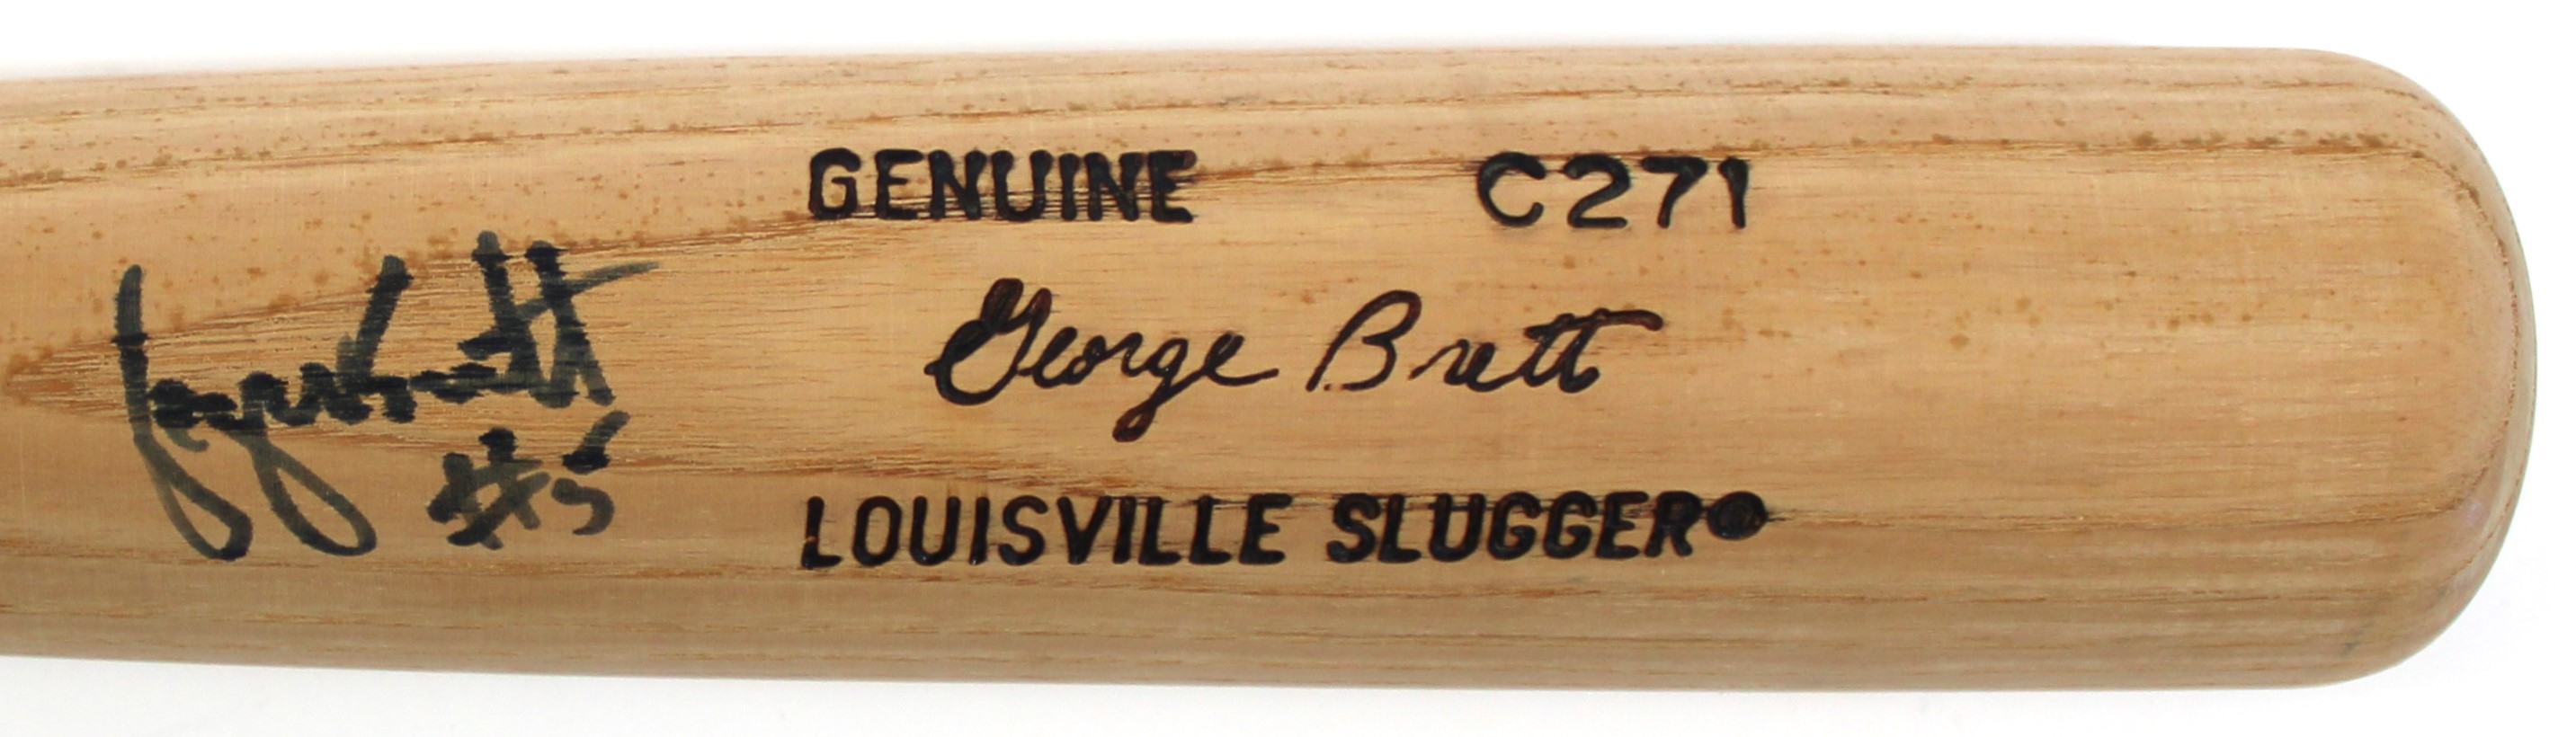 GENUINE C271
George Brett
LOUISVILLE SLUGGER®
George Brett
#5